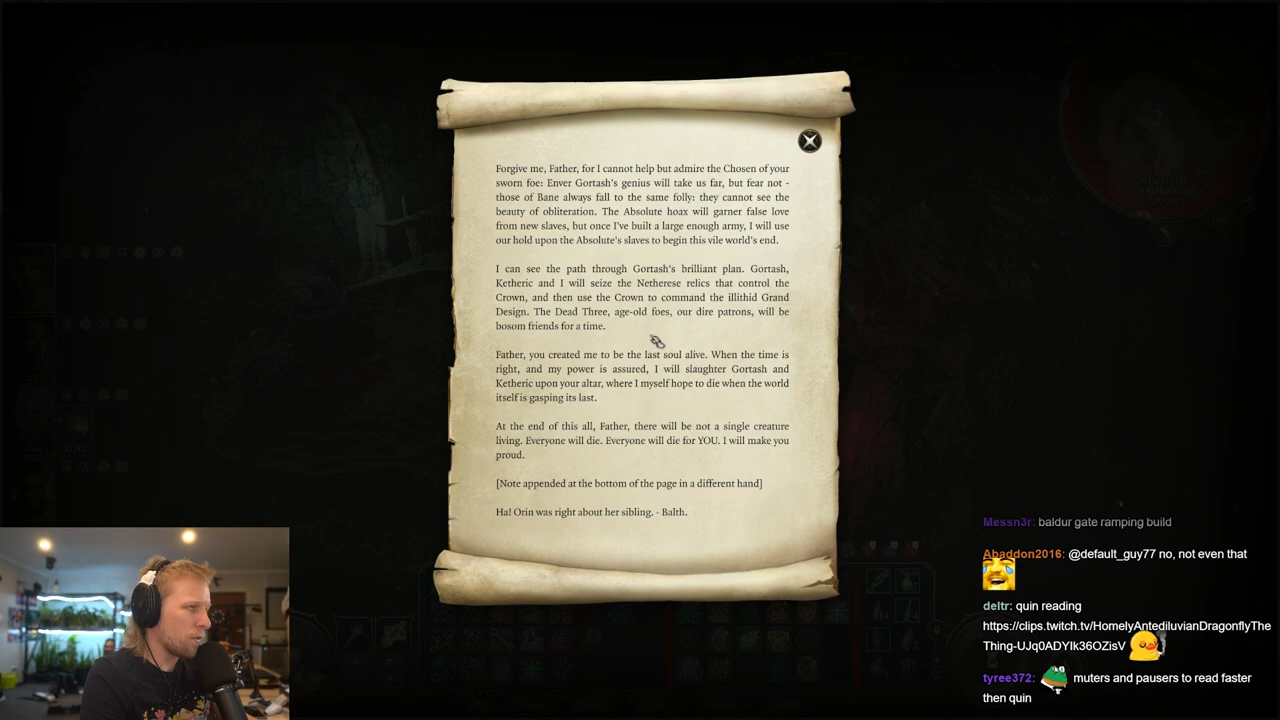 Forgive me, Father, for I cannot help but admire the Chosen of your
sworn foe: Enver Gortash's genius will take us far, but fear not -
those of Bane always fall to the same folly: they cannot see the
beauty of obliteration. The Absolute hoax will garner false love
from new slaves, but once I've built a large enough army, I will use
our hold upon the Absolute's slaves to begin this vile world's end.
I can see the path through Gortash's brilliant plan. Gortash,
Ketheric and I will seize the Netherese relics that control the
Crown, and then use the Crown to command the illithid Grand
Design. The Dead Three, age-old foes, our dire patrons, will be
bosom friends for a time.
Father, you created me to be the last soul alive. When the time is
right, and my power is assured, I will slaughter Gortash and
Ketheric upon your altar, where I myself hope to die when the world
itself is gasping its last.
At the end of this all, Father, there will be not a single creature
living. Everyone will die. Everyone will die for YOU. I will make you
proud.
[Note appended at the bottom of the page in a different hand]
Ha! Orin was right about her sibling. - Balth.
Messn3r: baldur gate ramping build
Abaddon2016: @default_guy77 no, not even that
deltr: quin reading
https://clips.twitch.tv/HomelyAntediluvianDragonflyThe
Thing-UJq0ADYIk36OZisV
tyree372: muters and pausers to read faster
then quin